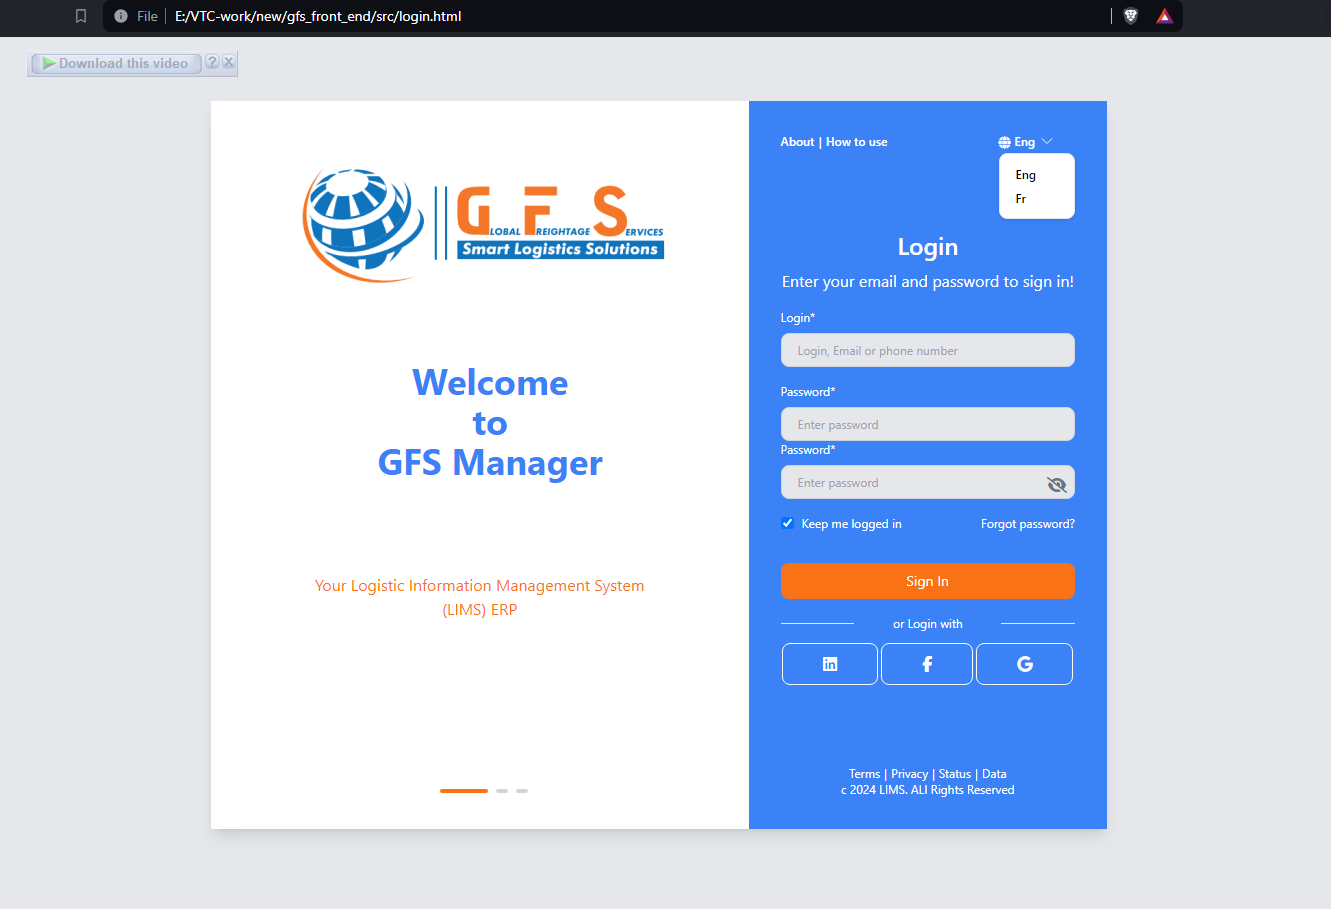 File E:/VTC-work/new/gfs_front_end/src/login.html
Download this video ? X
GLOBAL FREIGHTAGE SERVICES
Smart Logistics Solutions
Welcome
to
GFS Manager
Your Logistic Information Management System
(LIMS) ERP
About | How to use
Eng
Eng
Fr
Login
Enter your email and password to sign in!
Login*
Login, Email or phone number
Password*
Enter password
Password*
Enter password
Keep me logged in
Forgot password?
Sign In
or Login with
in
f
G
Terms | Privacy | Status | Data
c 2024 LIMS. ALl Rights Reserved